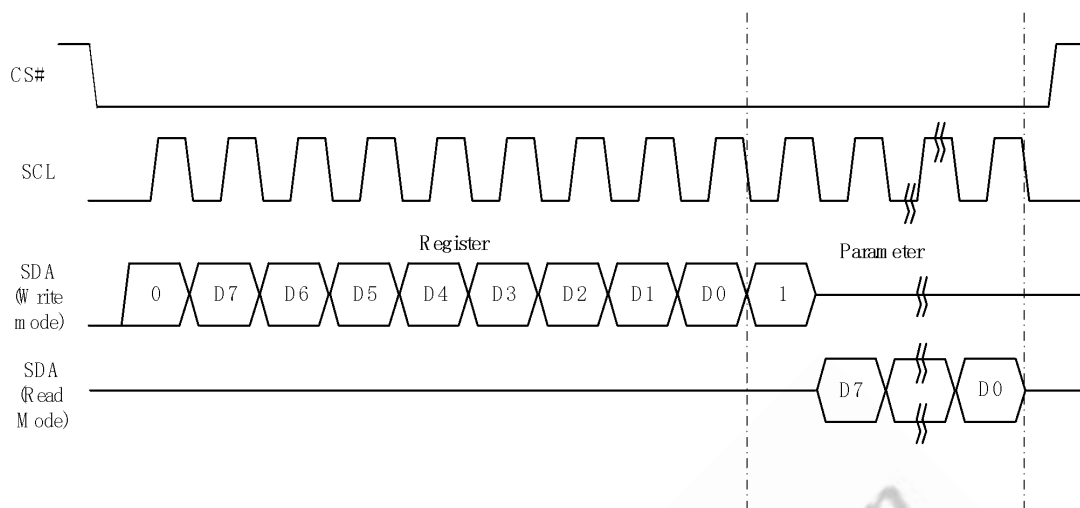 CS#
SCL
Register
Parameter
SDA
(Write
mode)
0 D7 D6 D5 D4 D3 D2 D1 D0 1
SDA
(Read
Mode)
D7 D0